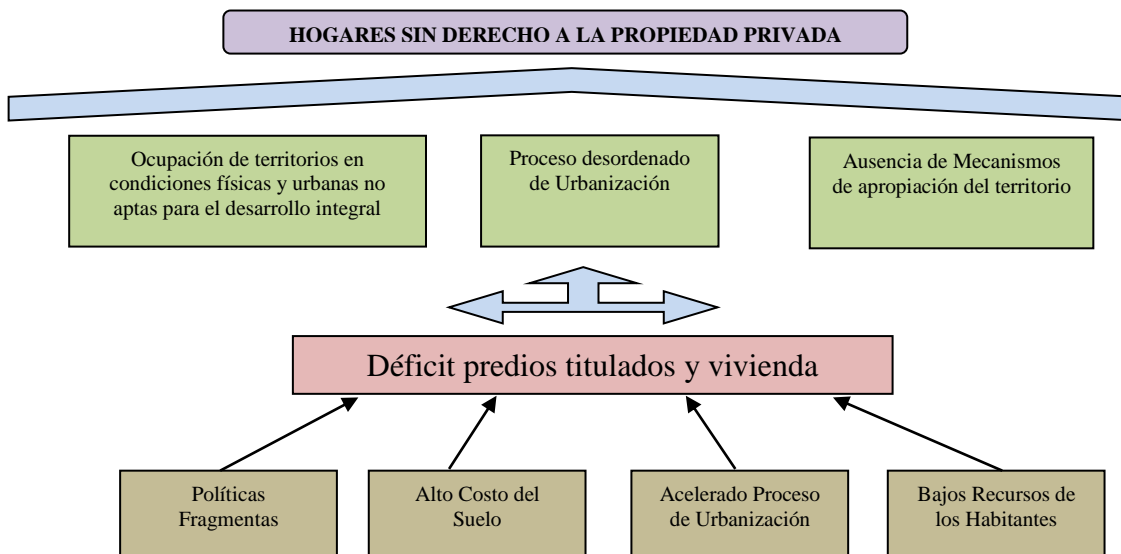 HOGARES SIN DERECHO A LA PROPIEDAD PRIVADA
Ocupación de territorios en
condiciones físicas y urbanas no
aptas para el desarrollo integral
Proceso desordenado
de Urbanización
Ausencia de Mecanismos
de apropiación del territorio
Déficit predios titulados y vivienda
Políticas
Fragmentas
Alto Costo del
Suelo
Acelerado Proceso
de Urbanización
Bajos Recursos de
los Habitantes